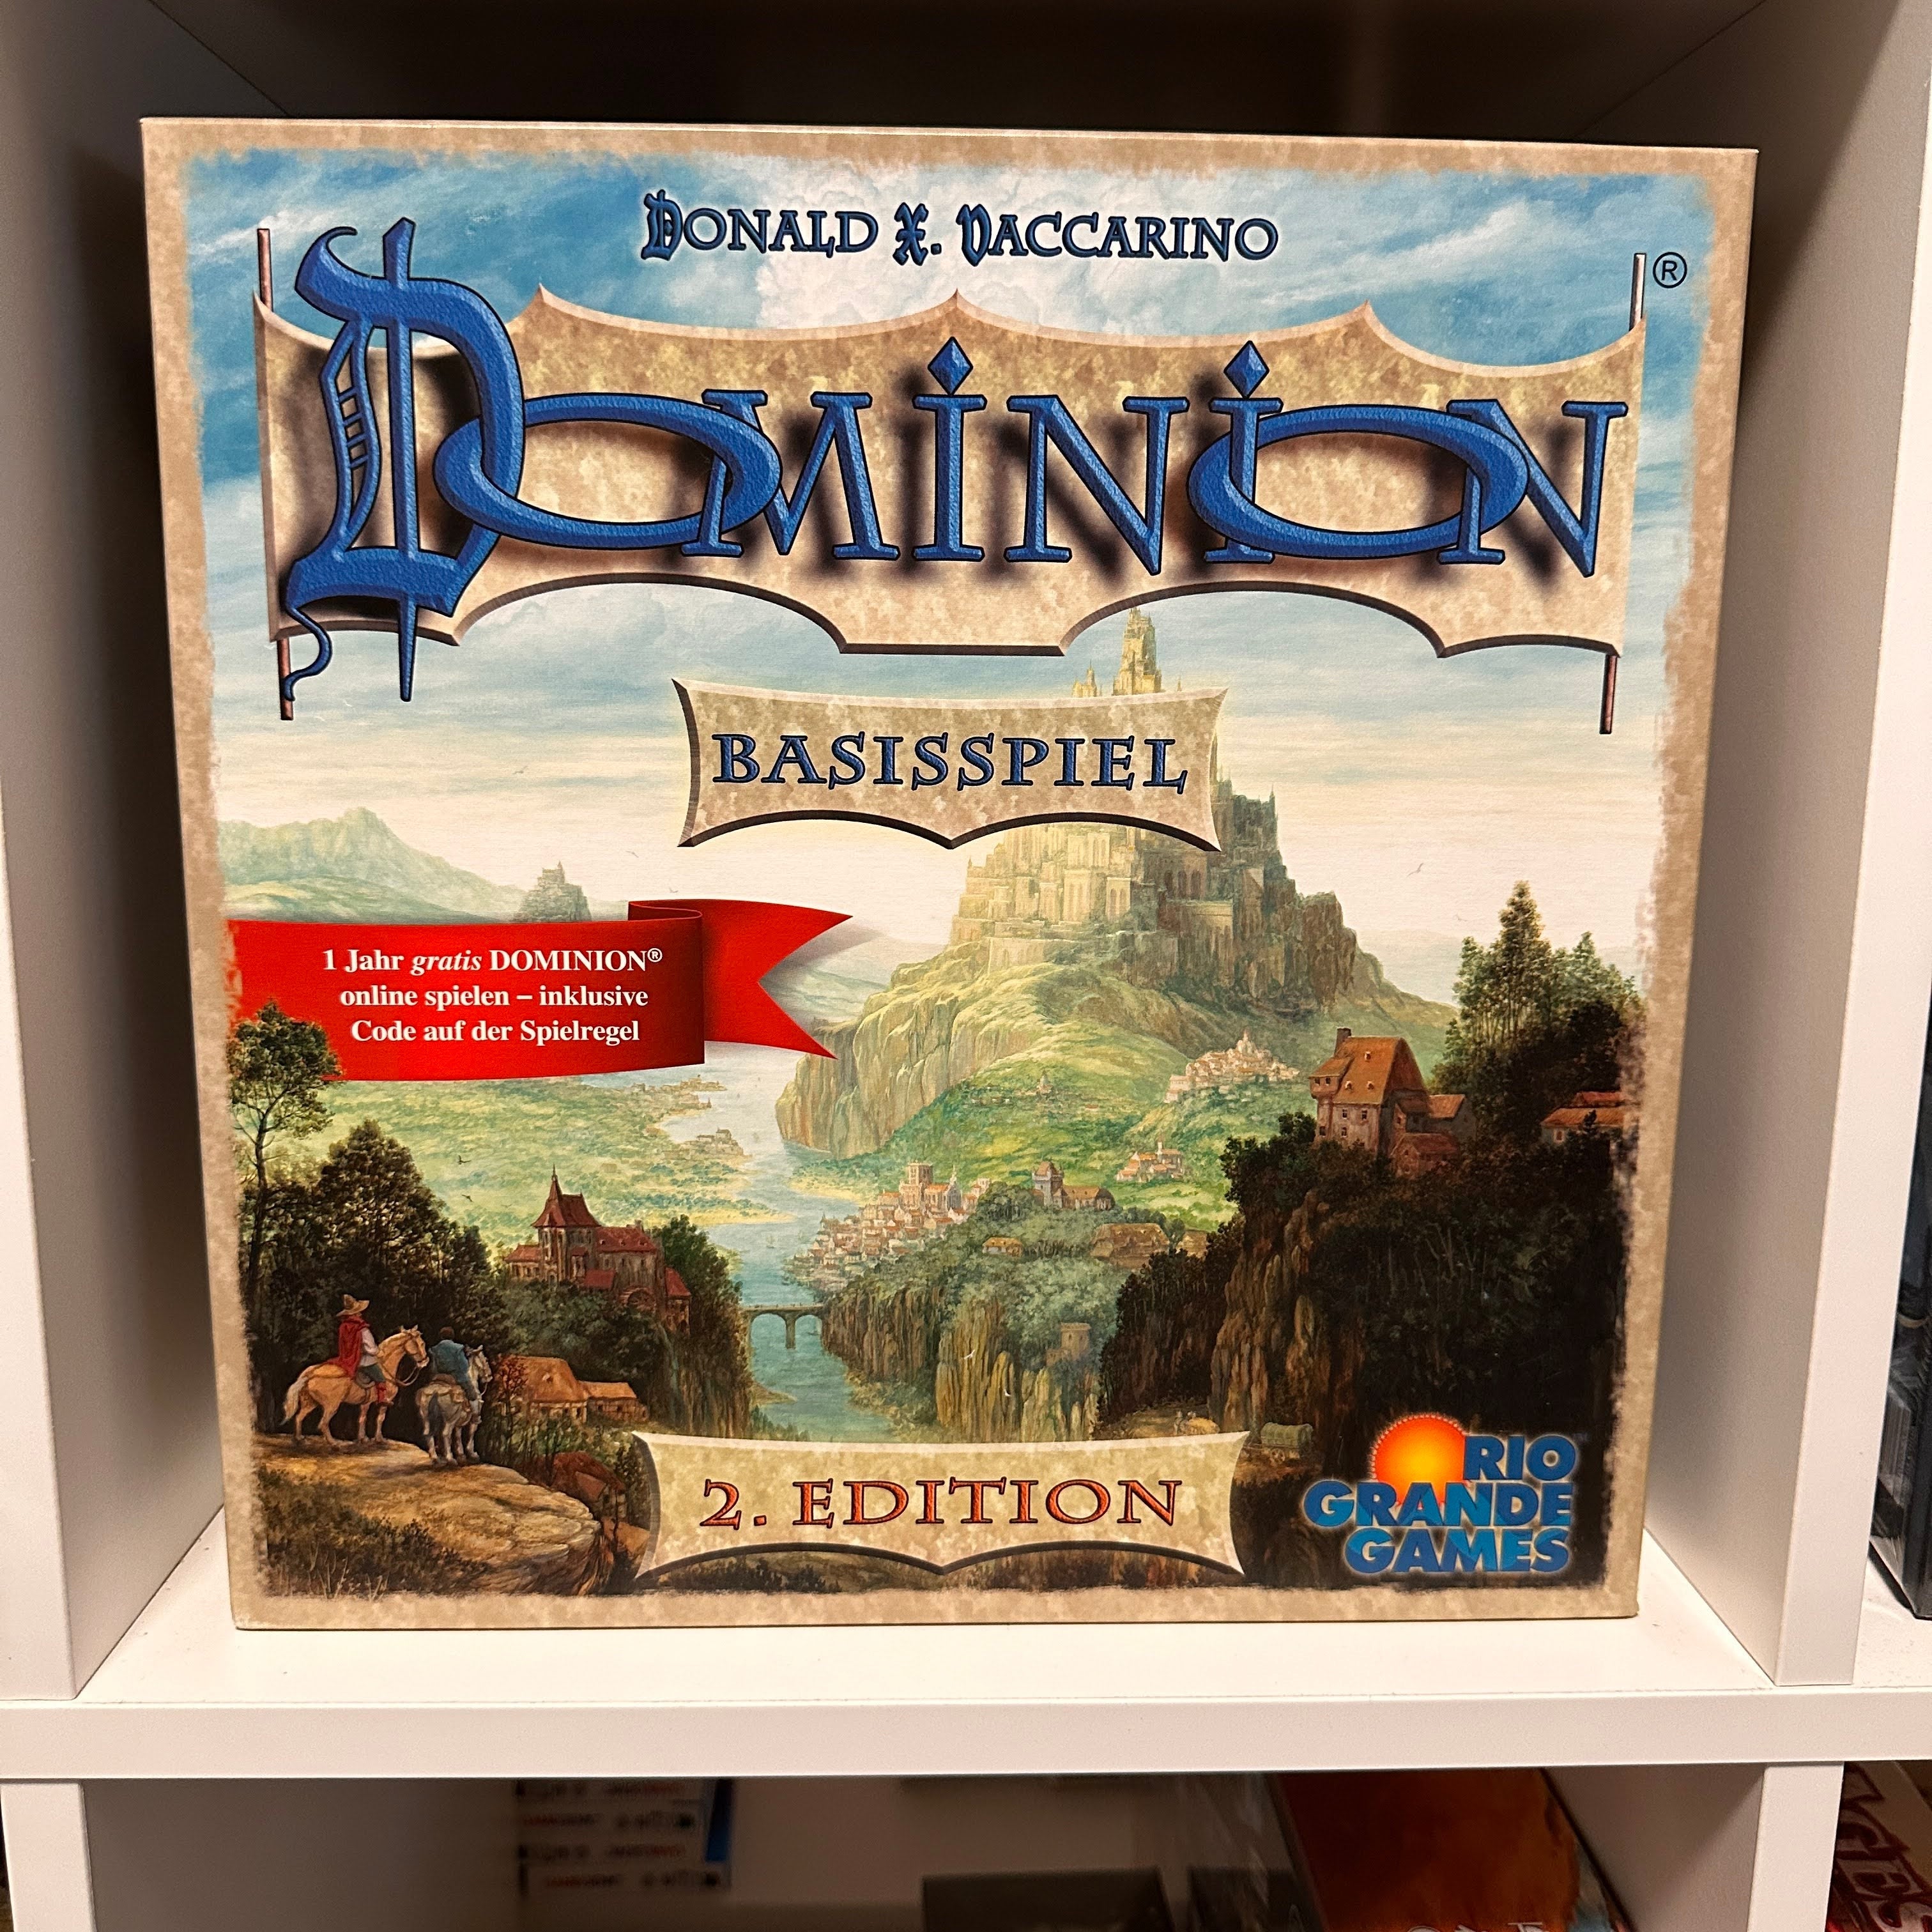 DONALD X. VACCARINO
DOMINION ®
BASISSPIEL
1 Jahr gratis DOMINION®
online spielen – inklusive
Code auf der Spielregel
2. EDITION
RIO
GRANDE
GAMES